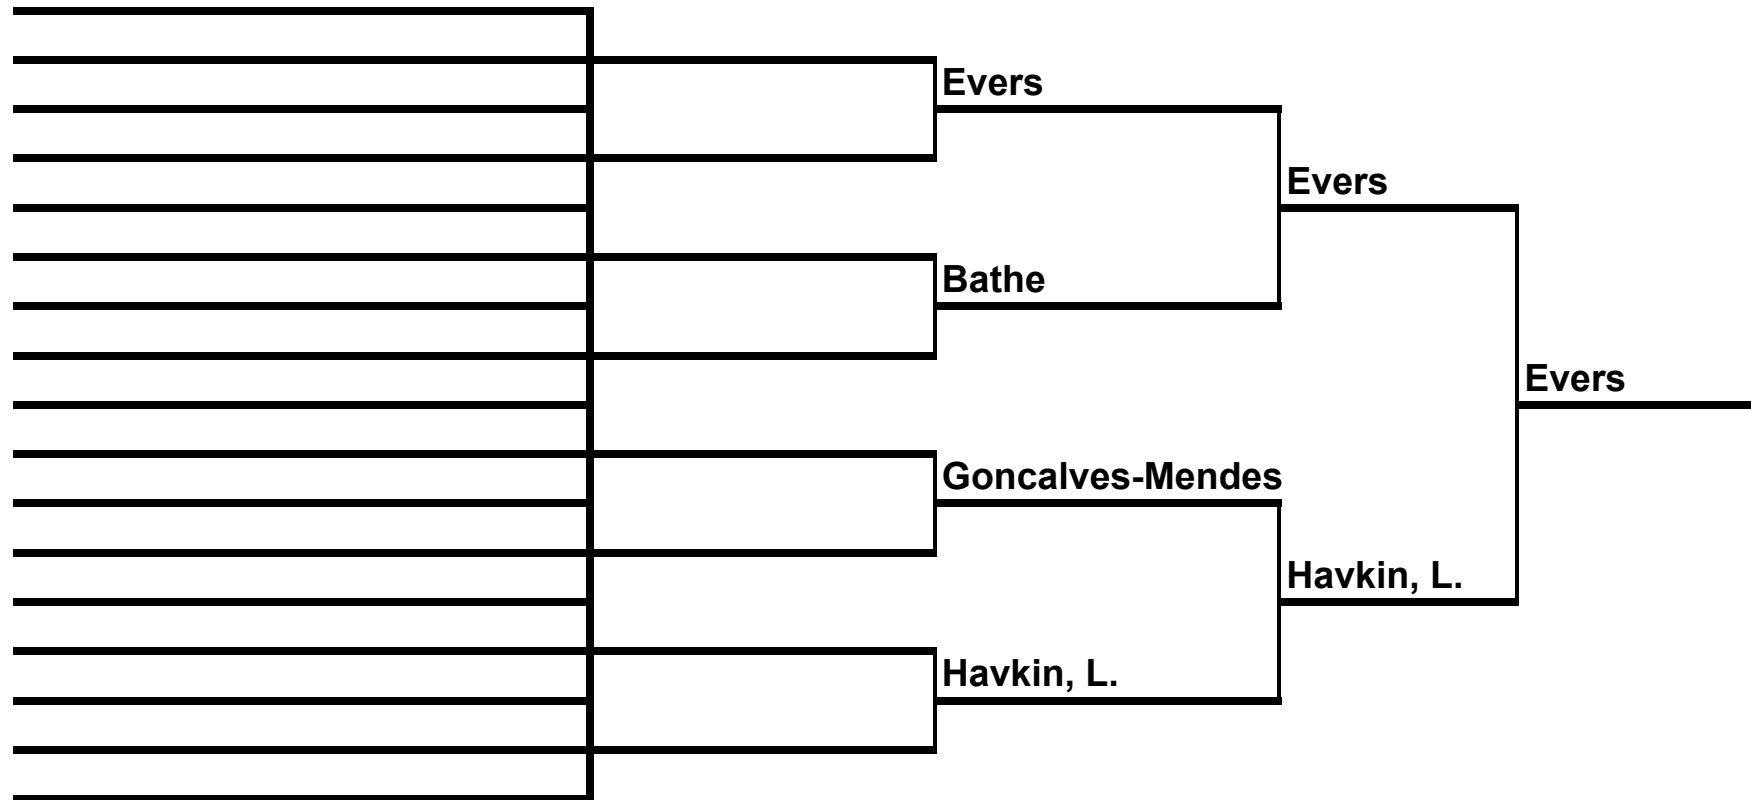 Evers
Evers
Bathe
Evers
Goncalves-Mendes
Havkin, L.
Havkin, L.